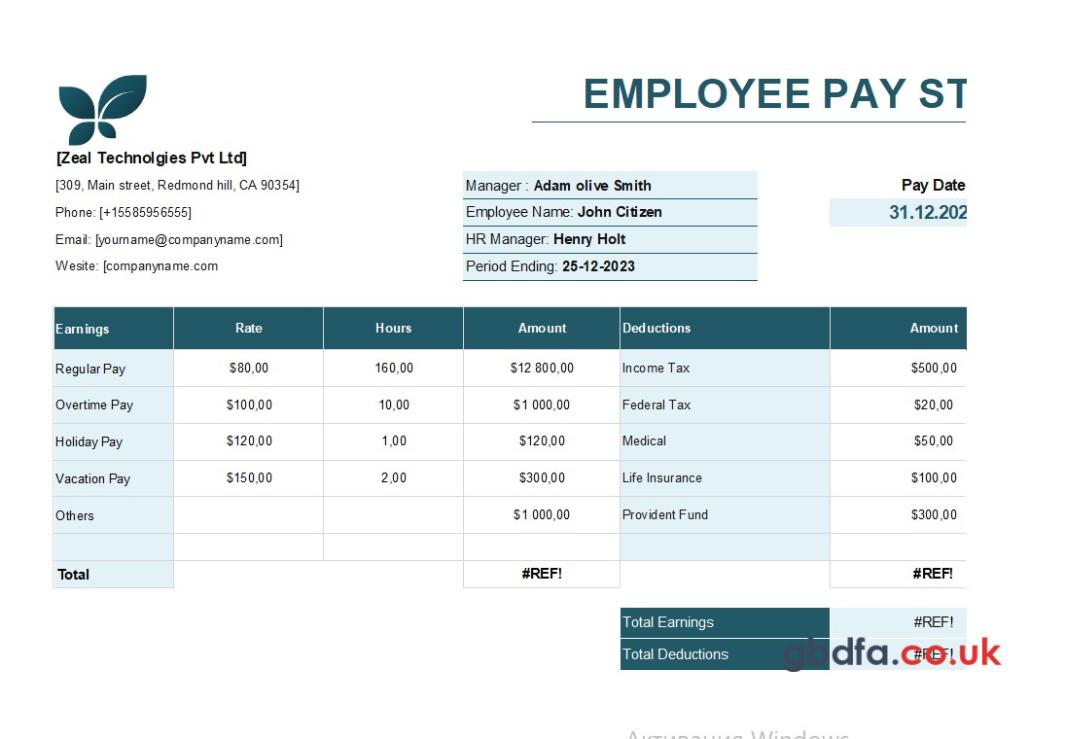 EMPLOYEE PAY ST
[Zeal Technolgies Pvt Ltd]
[309, Main street, Redmond hill, CA 90354]
Phone: [+15585956555]
Email: [yourname@companyname.com]
Wesite: [companyname.com
Manager : Adam olive Smith
Employee Name: John Citizen
HR Manager: Henry Holt
Period Ending: 25-12-2023
Pay Date
31.12.202
Earnings Rate Hours Amount Deductions Amount
Regular Pay $80,00 160,00 $12 800,00 Income Tax $500,00
Overtime Pay $100,00 10,00 $1 000,00 Federal Tax $20,00
Holiday Pay $120,00 1,00 $120,00 Medical $50,00
Vacation Pay $150,00 2,00 $300,00 Life Insurance $100,00
Others $1 000,00 Provident Fund $300,00
Total #REF! #REF!
Total Earnings #REF!
Total Deductions #REF!
gbdfa.co.uk
Активация Windows